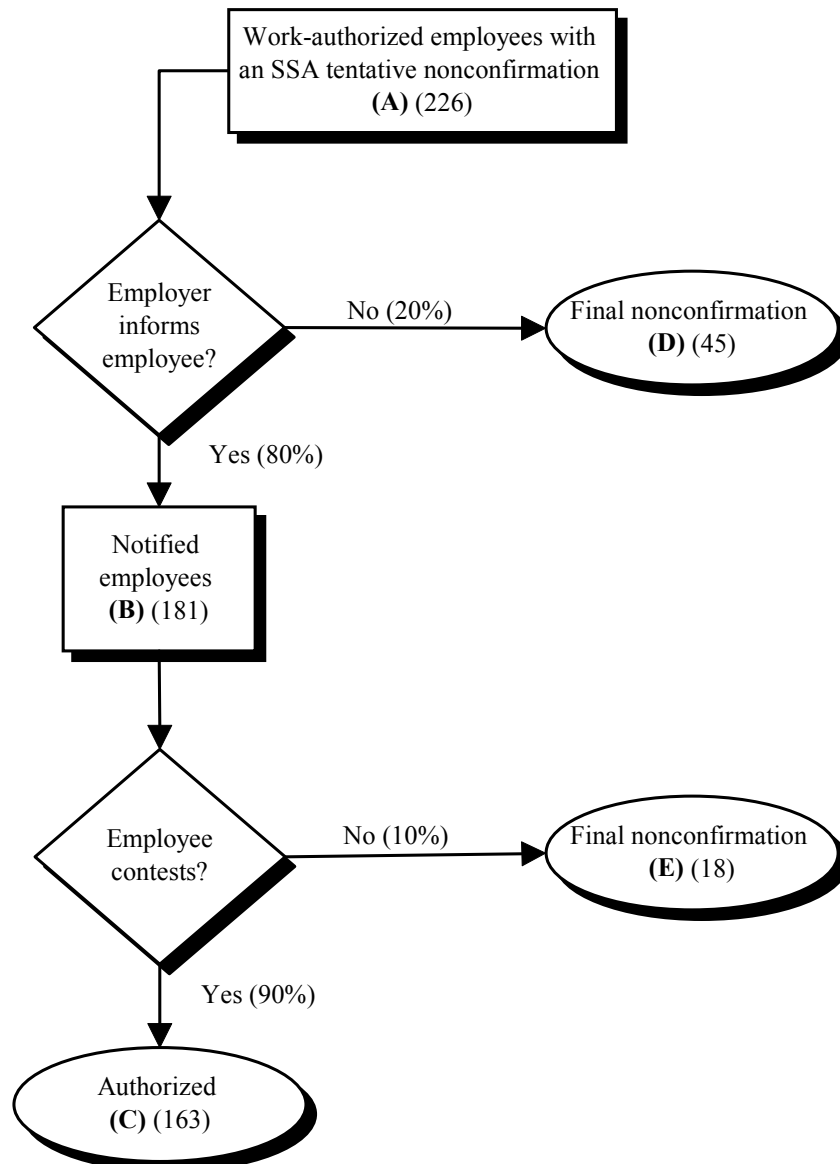 Work-authorized employees with
an SSA tentative nonconfirmation
(A) (226)
Employer
informs
employee?
No (20%)
Final nonconfirmation
(D) (45)
Yes (80%)
Notified
employees
(B) (181)
Employee
contests?
No (10%)
Final nonconfirmation
(E) (18)
Yes (90%)
Authorized
(C) (163)